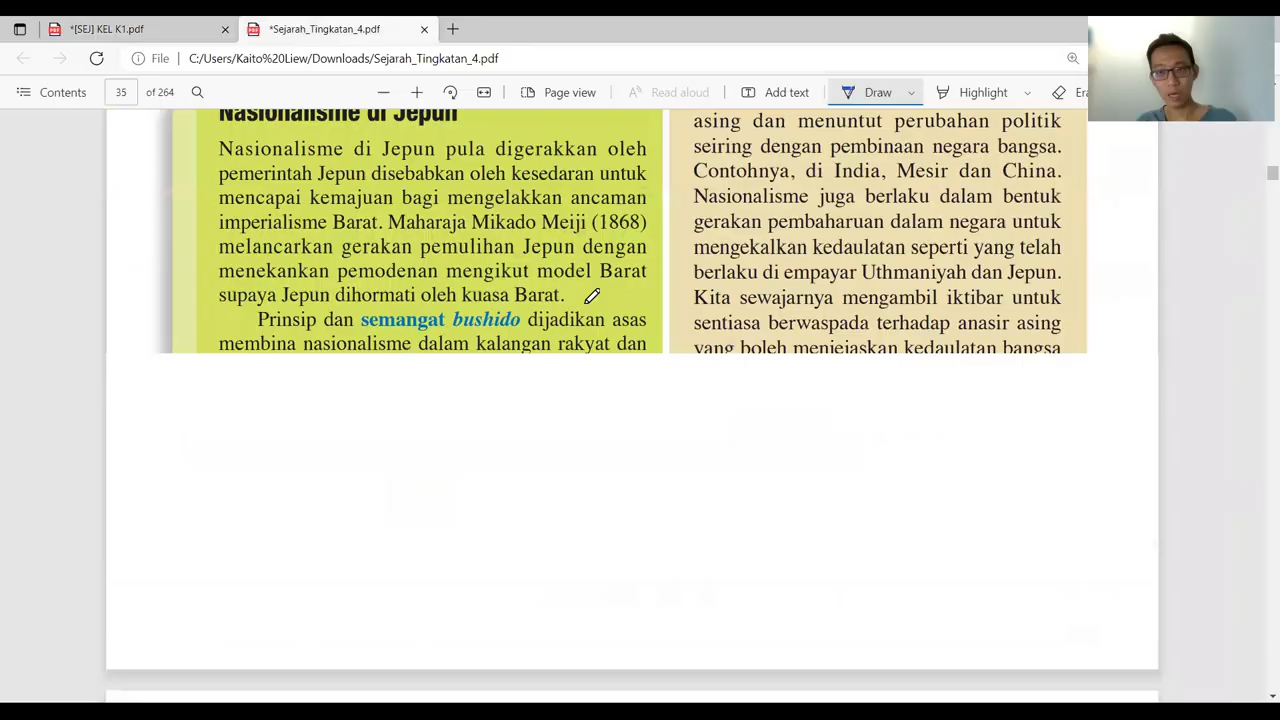 *[SEJ] KEL K1.pdf
*Sejarah_Tingkatan_4.pdf
File
C:/Users/Kaito%20Liew/Downloads/Sejarah_Tingkatan_4.pdf
Contents
35
of 264
Page view
Read aloud
Add text
Draw
Highlight
Era
Nasionalisme di Jepun
Nasionalisme di Jepun pula digerakkan oleh
pemerintah Jepun disebabkan oleh kesedaran untuk
mencapai kemajuan bagi mengelakkan ancaman
imperialisme Barat. Maharaja Mikado Meiji (1868)
melancarkan gerakan pemulihan Jepun dengan
menekankan pemodenan mengikut model Barat
supaya Jepun dihormati oleh kuasa Barat.
Prinsip dan semangat bushido dijadikan asas
membina nasionalisme dalam kalangan rakyat dan
asing dan menuntut perubahan politik
seiring dengan pembinaan negara bangsa.
Contohnya, di India, Mesir dan China.
Nasionalisme juga berlaku dalam bentuk
gerakan pembaharuan dalam negara untuk
mengekalkan kedaulatan seperti yang telah
berlaku di empayar Uthmaniyah dan Jepun.
Kita sewajarnya mengambil iktibar untuk
sentiasa berwaspada terhadap anasir asing
yang boleh menjejaskan kedaulatan bangsa